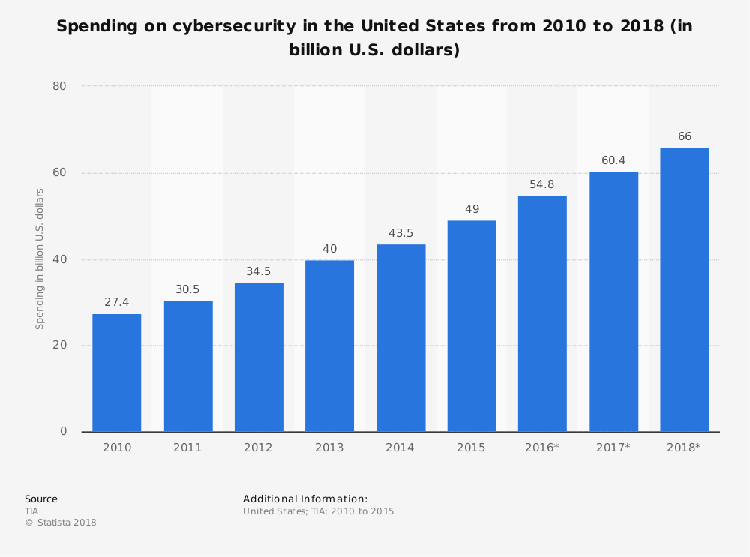 Spending on cybersecurity in the United States from 2010 to 2018 (in
billion U.S. dollars)
80
60
40
20
0
Spending in billion U.S. dollars
27.4
30.5
34.5
40
43.5
49
54.8
60.4
66
2010
2011
2012
2013
2014
2015
2016*
2017*
2018*
Source
TIA
© Statista 2018
Additional Information:
United States; TIA; 2010 to 2015